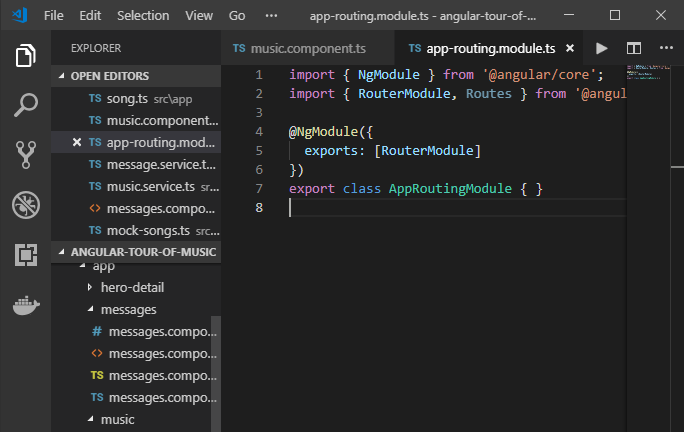 File Edit Selection View Go ··· app-routing.module.ts - angular-tour-of-...
EXPLORER
OPEN EDITORS
TS song.ts src\app
TS music.component...
TS app-routing.mod...
TS message.service.t...
TS music.service.ts sr...
<> messages.compo...
TS mock-songs.ts src...
ANGULAR-TOUR-OF-MUSIC
app
hero-detail
messages
# messages.compo...
<> messages.compo...
TS messages.compo...
TS messages.compo...
music
TS music.component.ts TS app-routing.module.ts
1 import { NgModule } from '@angular/core';
2 import { RouterModule, Routes } from '@angul
3
4 @NgModule({
5 exports: [RouterModule]
6 })
7 export class AppRoutingModule { }
8